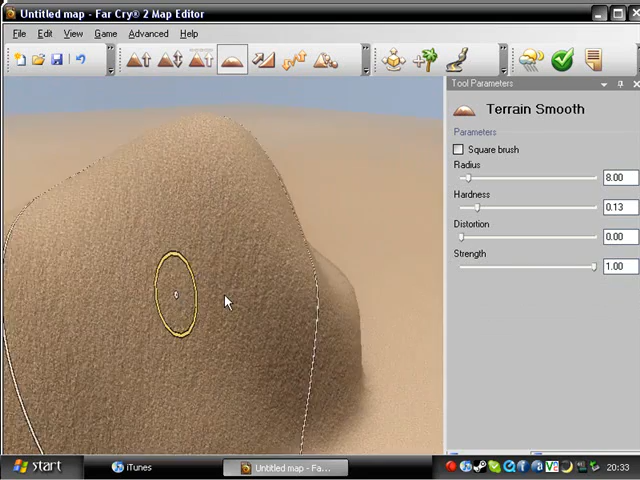 Untitled map - Far Cry® 2 Map Editor
File Edit View Game Advanced Help
Tool Parameters
Terrain Smooth
Parameters
Square brush
Radius
8.00
Hardness
0.13
Distortion
0.00
Strength
1.00
start iTunes Untitled map - Fa... 20:33